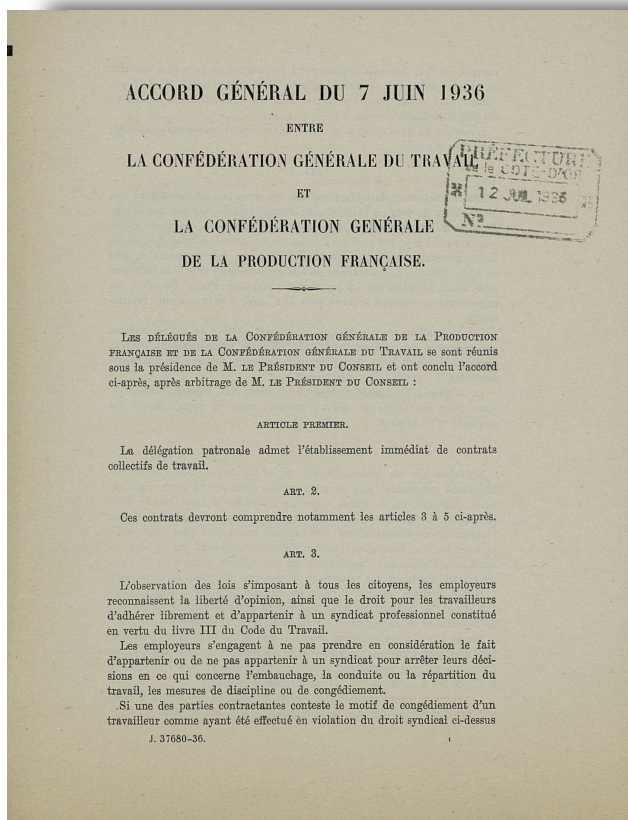 ACCORD GÉNÉRAL DU 7 JUIN 1936
ENTRE
LA CONFÉDÉRATION GÉNÉRALE DU TRAVAIL
ET
LA CONFÉDÉRATION GENÉRALE
DE LA PRODUCTION FRANÇAISE.
PRÉFECTURE
de la COTE-D'OR
12 JUIL 1936
Nº
LES DÉLÉGUÉS DE LA CONFÉDÉRATION GÉNÉRALE DE LA PRODUCTION
FRANÇAISE ET DE LA CONFÉDÉRATION GÉNÉRALE DU TRAVAIL se sont réunis
sous la présidence de M. LE PRÉSIDENT DU CONSEIL et ont conclu l'accord
ci-après, après arbitrage de M. LE PRÉSIDENT DU CONSEIL :
ARTICLE PREMIER.
La délégation patronale admet l'établissement immédiat de contrats
collectifs de travail.
ART. 2.
Ces contrats devront comprendre notamment les articles 3 à 5 ci-après.
ART. 3.
L'observation des lois s'imposant à tous les citoyens, les employeurs
reconnaissent la liberté d'opinion, ainsi que le droit pour les travailleurs
d'adhérer librement et d'appartenir à un syndicat professionnel constitué
en vertu du livre III du Code du Travail.
Les employeurs s'engagent à ne pas prendre en considération le fait
d'appartenir ou de ne pas appartenir à un syndicat pour arrêter leurs déci-
sions en ce qui concerne l'embauchage, la conduite ou la répartition du
travail, les mesures de discipline ou de congédiement.
Si une des parties contractantes conteste le motif de congédiement d'un
travailleur comme ayant été effectué en violation du droit syndical ci-dessus
J. 37680-36.
1